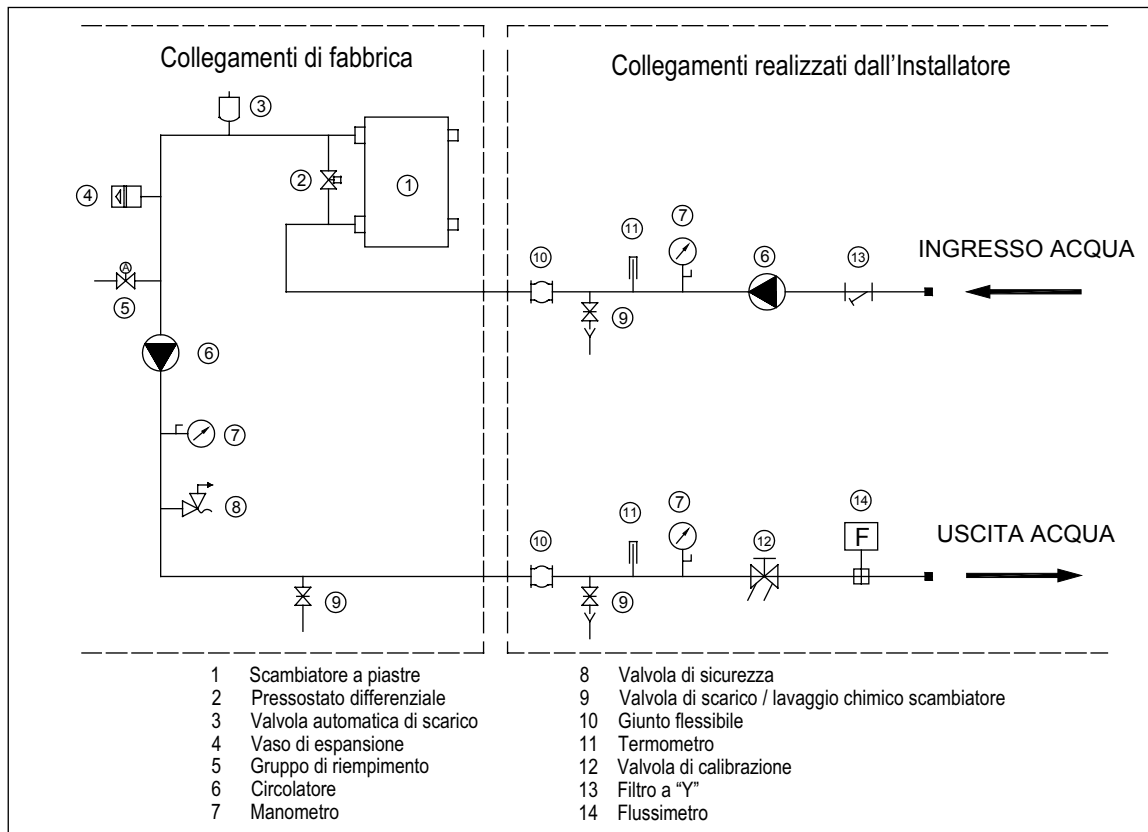 Collegamenti di fabbrica
Collegamenti realizzati dall'Installatore
3
2
1
4
A
5
6
7
8
9
10
11
7
6
13
INGRESSO ACQUA
9
10
11
7
12
14
F
USCITA ACQUA
9
1 Scambiatore a piastre
2 Pressostato differenziale
3 Valvola automatica di scarico
4 Vaso di espansione
5 Gruppo di riempimento
6 Circolatore
7 Manometro
8 Valvola di sicurezza
9 Valvola di scarico / lavaggio chimico scambiatore
10 Giunto flessibile
11 Termometro
12 Valvola di calibrazione
13 Filtro a "Y"
14 Flussimetro